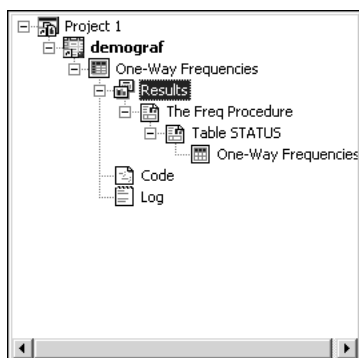 Project 1
demograf
One-Way Frequencies
Results
The Freq Procedure
Table STATUS
One-Way Frequencies
Code
Log